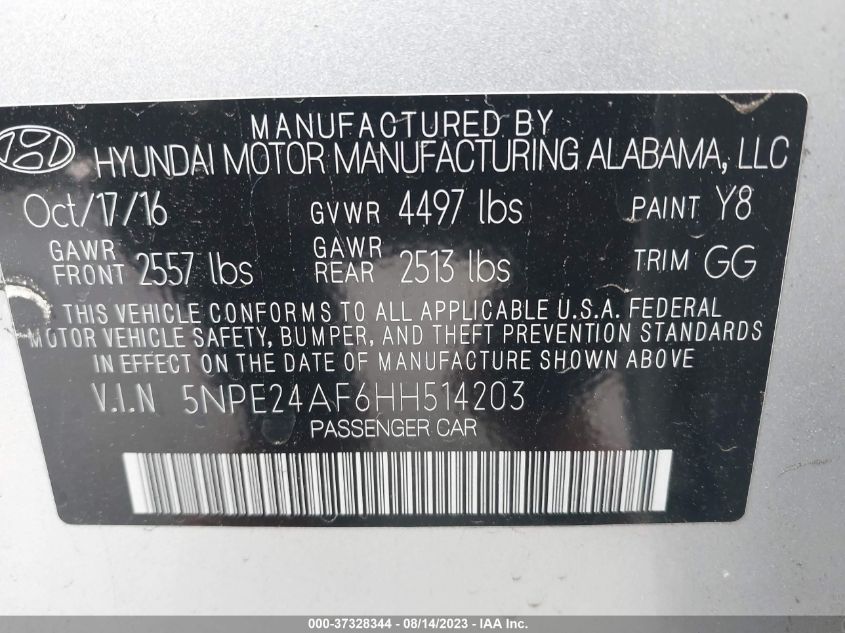 MANUFACTURED BY
HYUNDAI MOTOR MANUFACTURING ALABAMA, LLC
Oct/17/16 GVWR 4497 lbs PAINT Y8
GAWR FRONT 2557 lbs GAWR REAR 2513 lbs TRIM GG
THIS VEHICLE CONFORMS TO ALL APPLICABLE U.S.A. FEDERAL
MOTOR VEHICLE SAFETY, BUMPER, AND THEFT PREVENTION STANDARDS
IN EFFECT ON THE DATE OF MANUFACTURE SHOWN ABOVE
V.I.N 5NPE24AF6HH514203
PASSENGER CAR
000-37328344 - 08/14/2023 - IAA Inc.